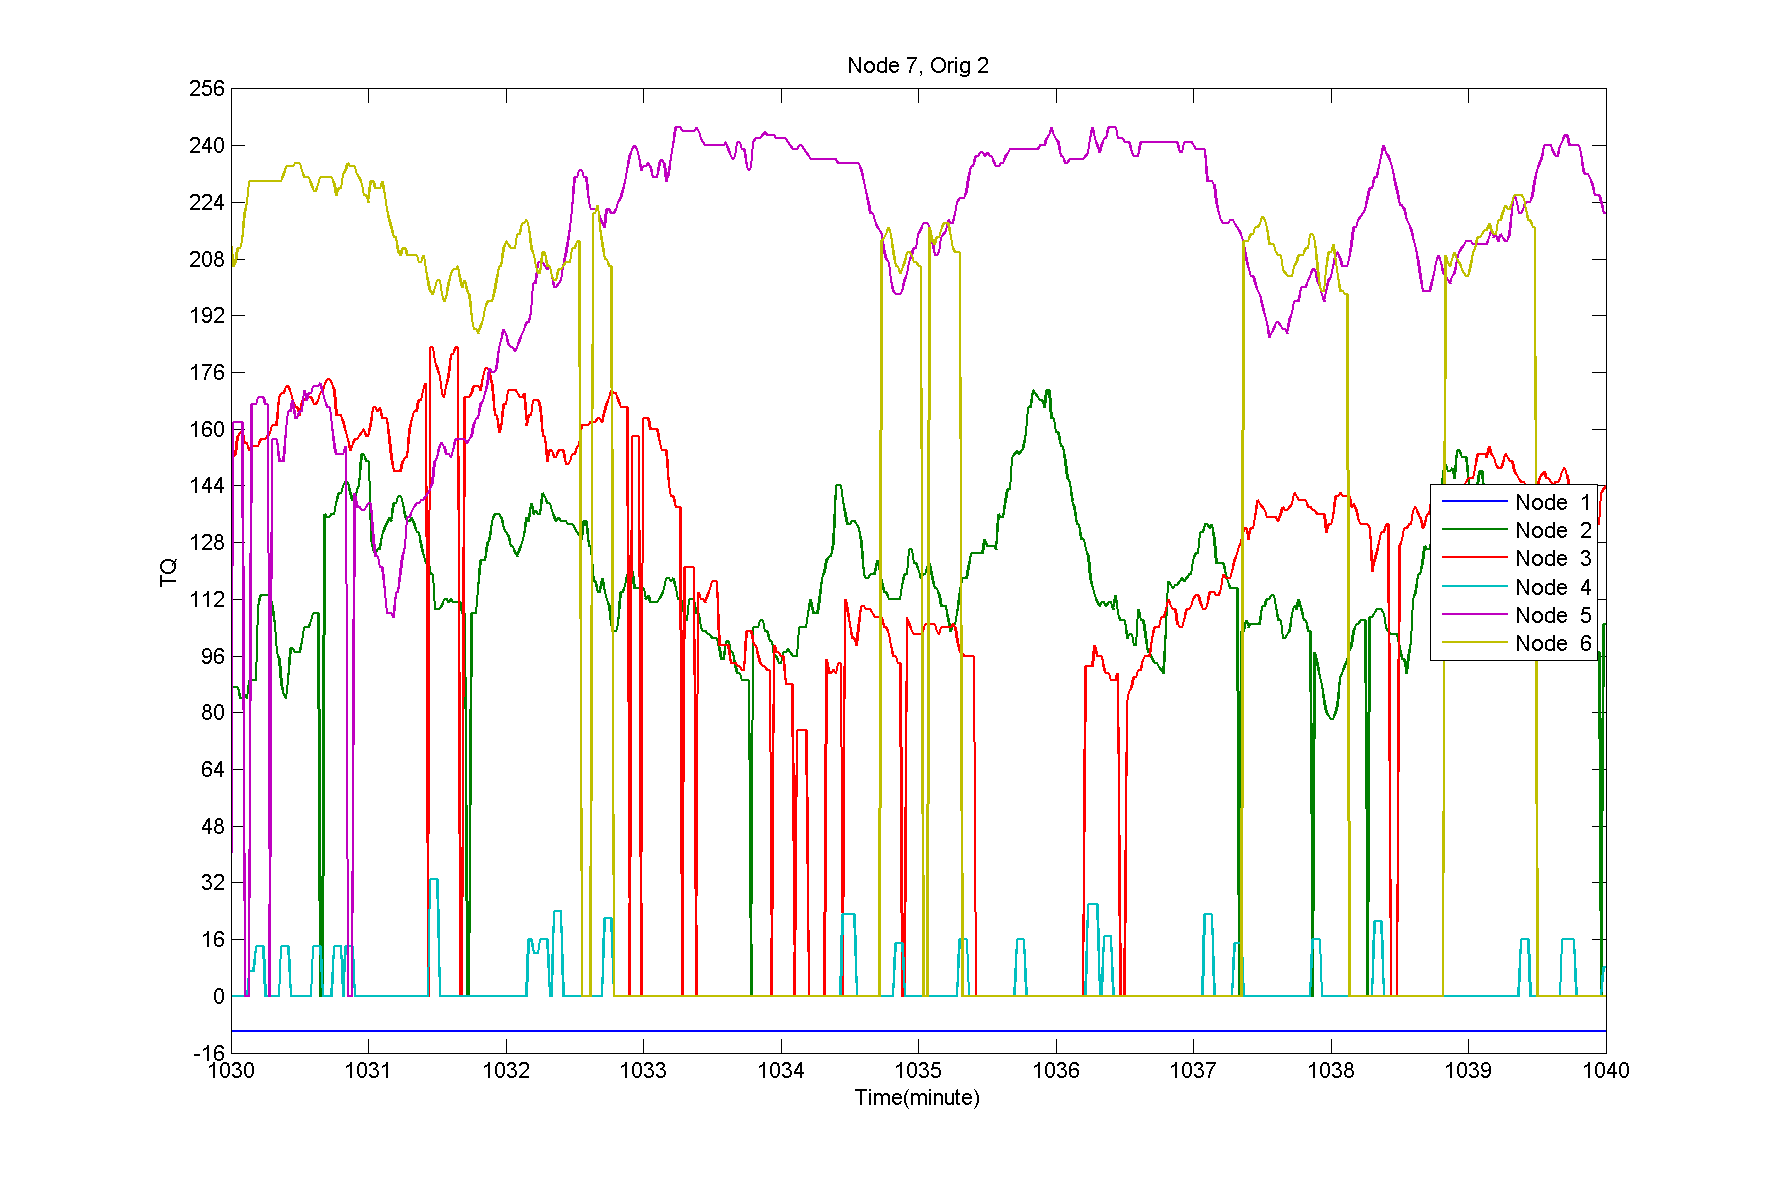 Node 7, Orig 2
256
240
224
208
192
176
160
144
128
112
96
80
64
48
32
16
0
-16
TQ
1030 1031 1032 1033 1034 1035 1036 1037 1038 1039 1040
Time(minute)
Node 1
Node 2
Node 3
Node 4
Node 5
Node 6